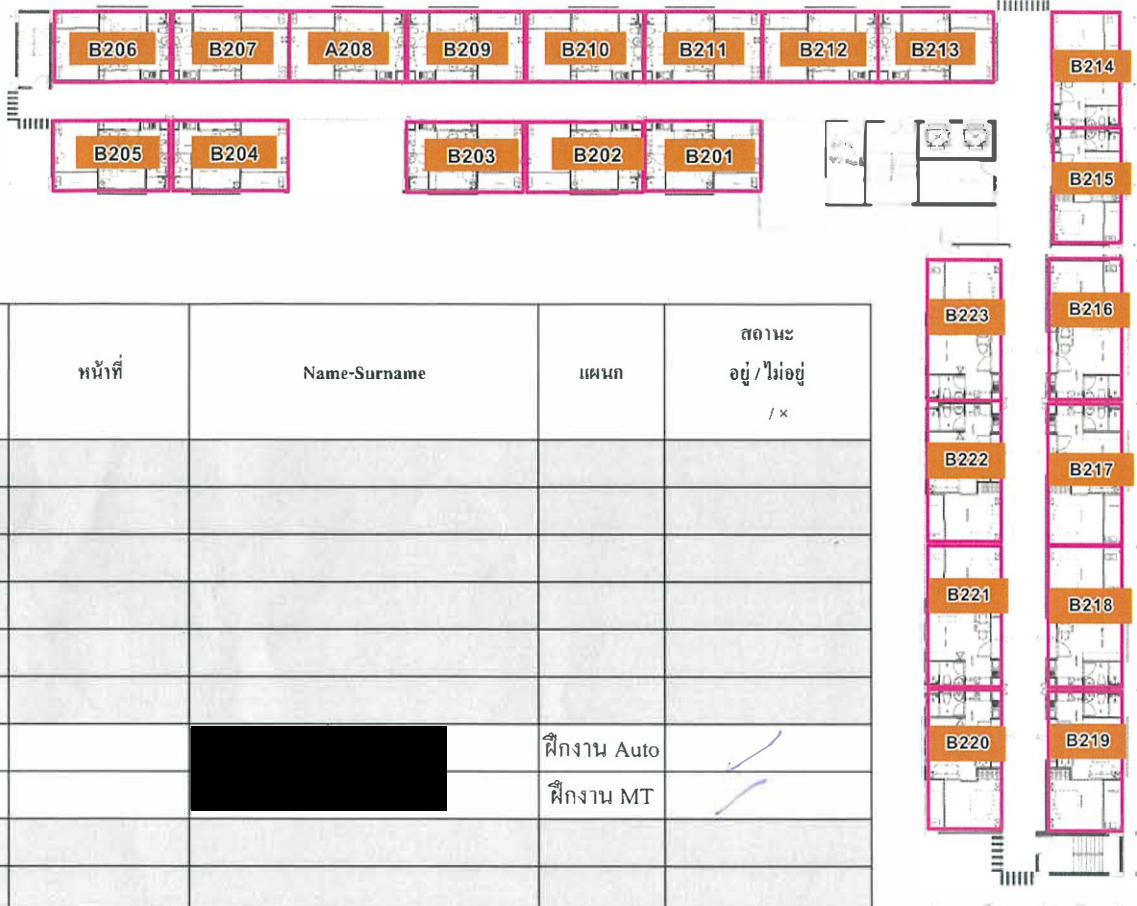 B206 B207 A208 B209 B210 B211 B212 B213
B214
B205 B204 B203 B202 B201
B215
B223 B216
B222 B217
B221 B218
B220 B219
หน้าที่ Name-Surname แผนก สถานะ
อยู่ / ไม่อยู่
/ ×
ฝึกงาน Auto /
ฝึกงาน MT /